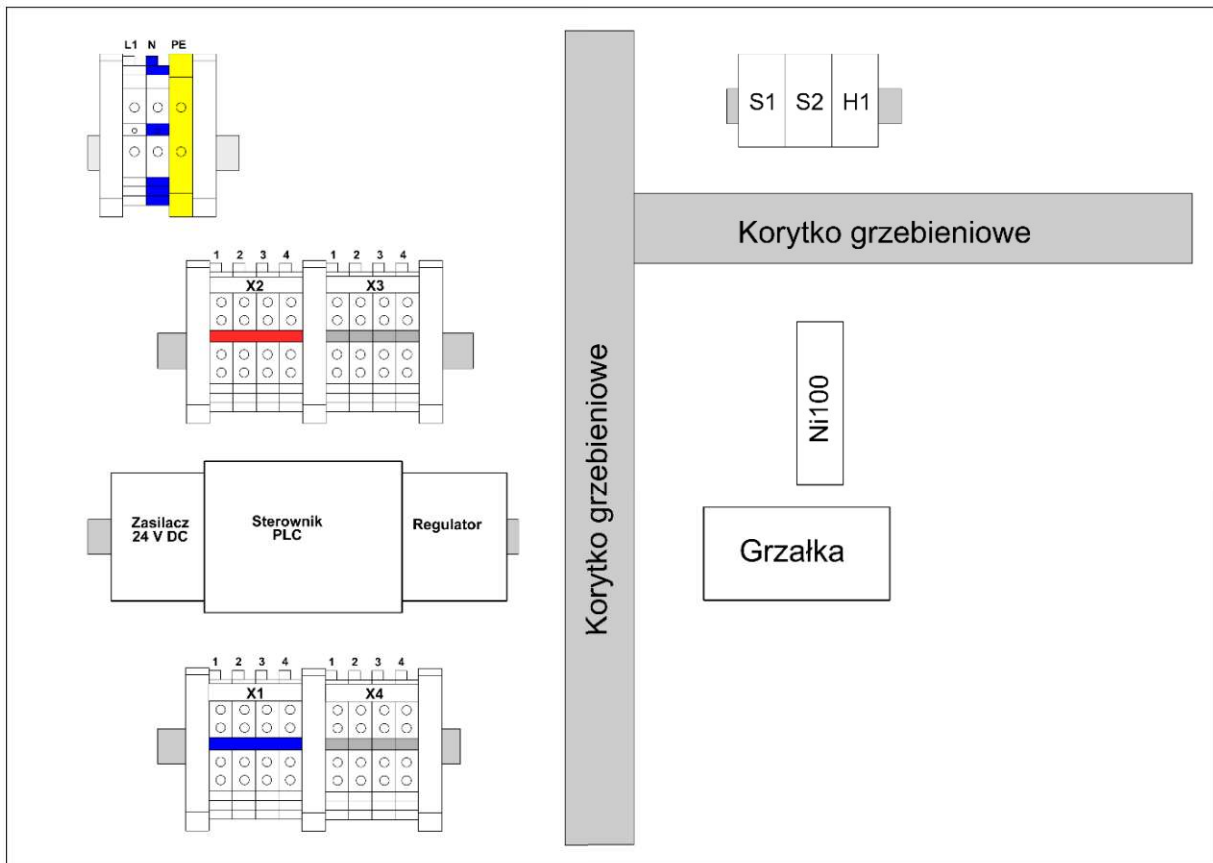 L1 N PE
S1 S2 H1
Korytko grzebieniowe
1 2 3 4 1 2 3 4
X2 X3
Ni100
Zasilacz
24 V DC
Sterownik
PLC
Regulator
Korytko grzebieniowe
Grzałka
1 2 3 4 1 2 3 4
X1 X4